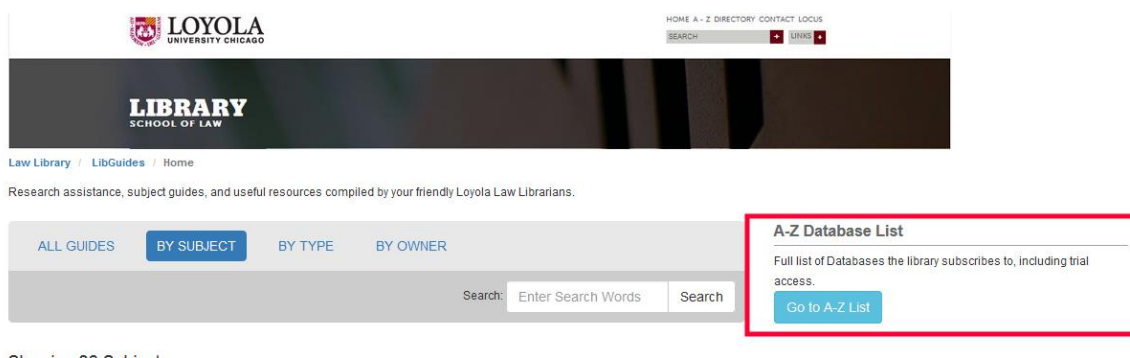 LOYOLA
UNIVERSITY CHICAGO
HOME A - Z DIRECTORY CONTACT LOCUS
SEARCH + LINKS +
LIBRARY
SCHOOL OF LAW
Law Library / LibGuides / Home
Research assistance, subject guides, and useful resources compiled by your friendly Loyola Law Librarians.
ALL GUIDES BY SUBJECT BY TYPE BY OWNER
Search: Enter Search Words Search
A-Z Database List
Full list of Databases the library subscribes to, including trial
access.
Go to A-Z List